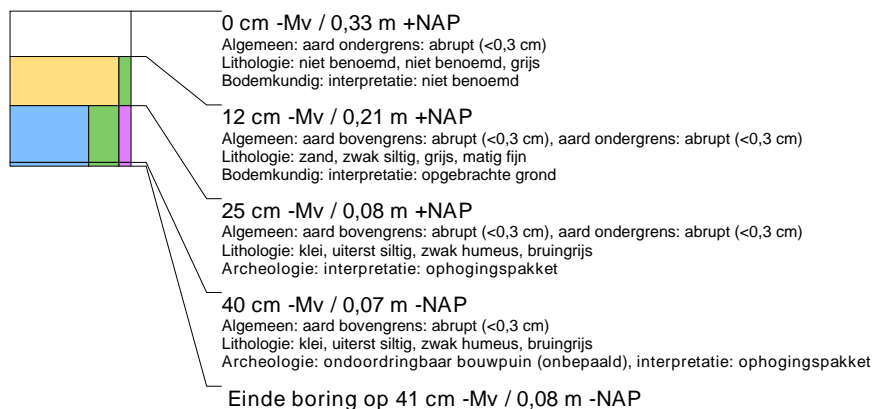 0 cm -Mv / 0,33 m +NAP
Algemeen: aard ondergrens: abrupt (<0,3 cm)
Lithologie: niet benoemd, niet benoemd, grijs
Bodemkundig: interpretatie: niet benoemd
12 cm -Mv / 0,21 m +NAP
Algemeen: aard bovengrens: abrupt (<0,3 cm), aard ondergrens: abrupt (<0,3 cm)
Lithologie: zand, zwak siltig, grijs, matig fijn
Bodemkundig: interpretatie: opgebrachte grond
25 cm -Mv / 0,08 m +NAP
Algemeen: aard bovengrens: abrupt (<0,3 cm), aard ondergrens: abrupt (<0,3 cm)
Lithologie: klei, uiterst siltig, zwak humeus, bruingrijs
Archeologie: interpretatie: ophogingspakket
40 cm -Mv / 0,07 m -NAP
Algemeen: aard bovengrens: abrupt (<0,3 cm)
Lithologie: klei, uiterst siltig, zwak humeus, bruingrijs
Archeologie: ondoordringbaar bouwpuin (onbepaald), interpretatie: ophogingspakket
Einde boring op 41 cm -Mv / 0,08 m -NAP